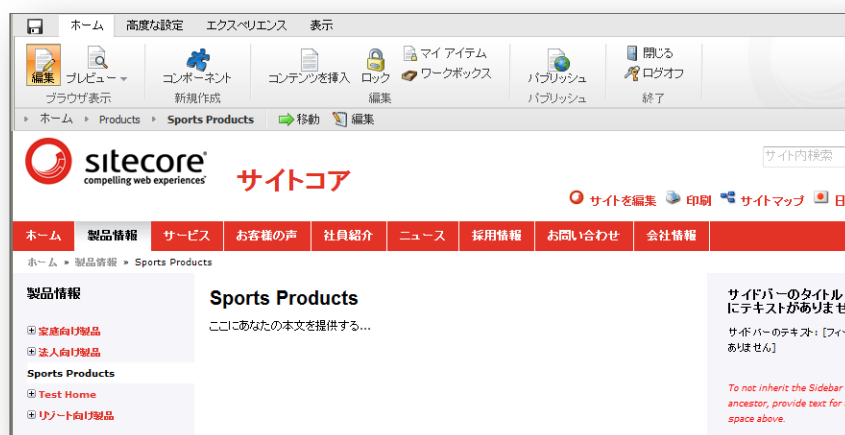 ホーム 高度な設定 エクスペリエンス 表示
編集 プレビュー コンポーネント コンテンツを挿入 ロック マイ アイテム ワークボックス パブリッシュ 閉じる ログオフ
ブラウザ表示 新規作成 編集 パブリッシュ 終了
ホーム Products Sports Products 移動 編集
sitecore
compelling web experiences
サイトコア
サイト内検索
サイトを編集 印刷 サイトマップ 日
ホーム 製品情報 サービス お客様の声 社員紹介 ニュース 採用情報 お問い合わせ 会社情報
ホーム » 製品情報 » Sports Products
製品情報
家庭向け製品
法人向け製品
Sports Products
Test Home
リゾート向け製品
Sports Products
ここにあなたの本文を提供する...
サイドバーのタイトル
にテキストがありませ
サイドバーのテキスト: [フィー
ありません]
To not inherit the Sidebar
ancestor, provide text for
space above.